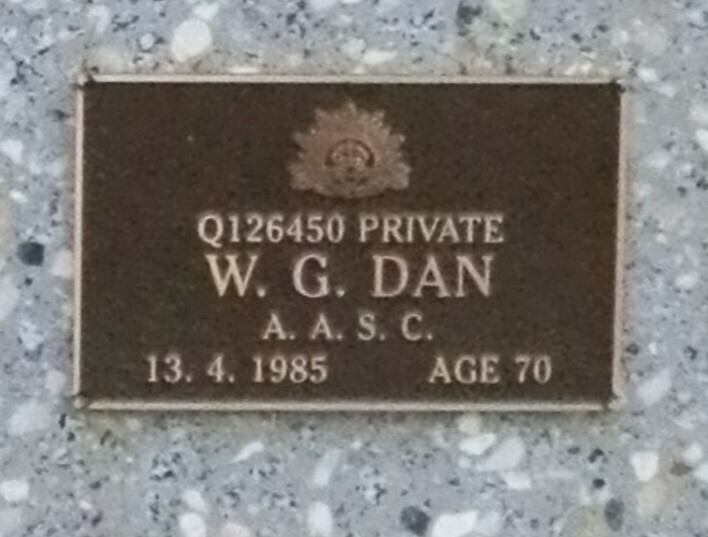 Q126450 PRIVATE
W. G. DAN
A. A. S. C.
13. 4. 1985 AGE 70